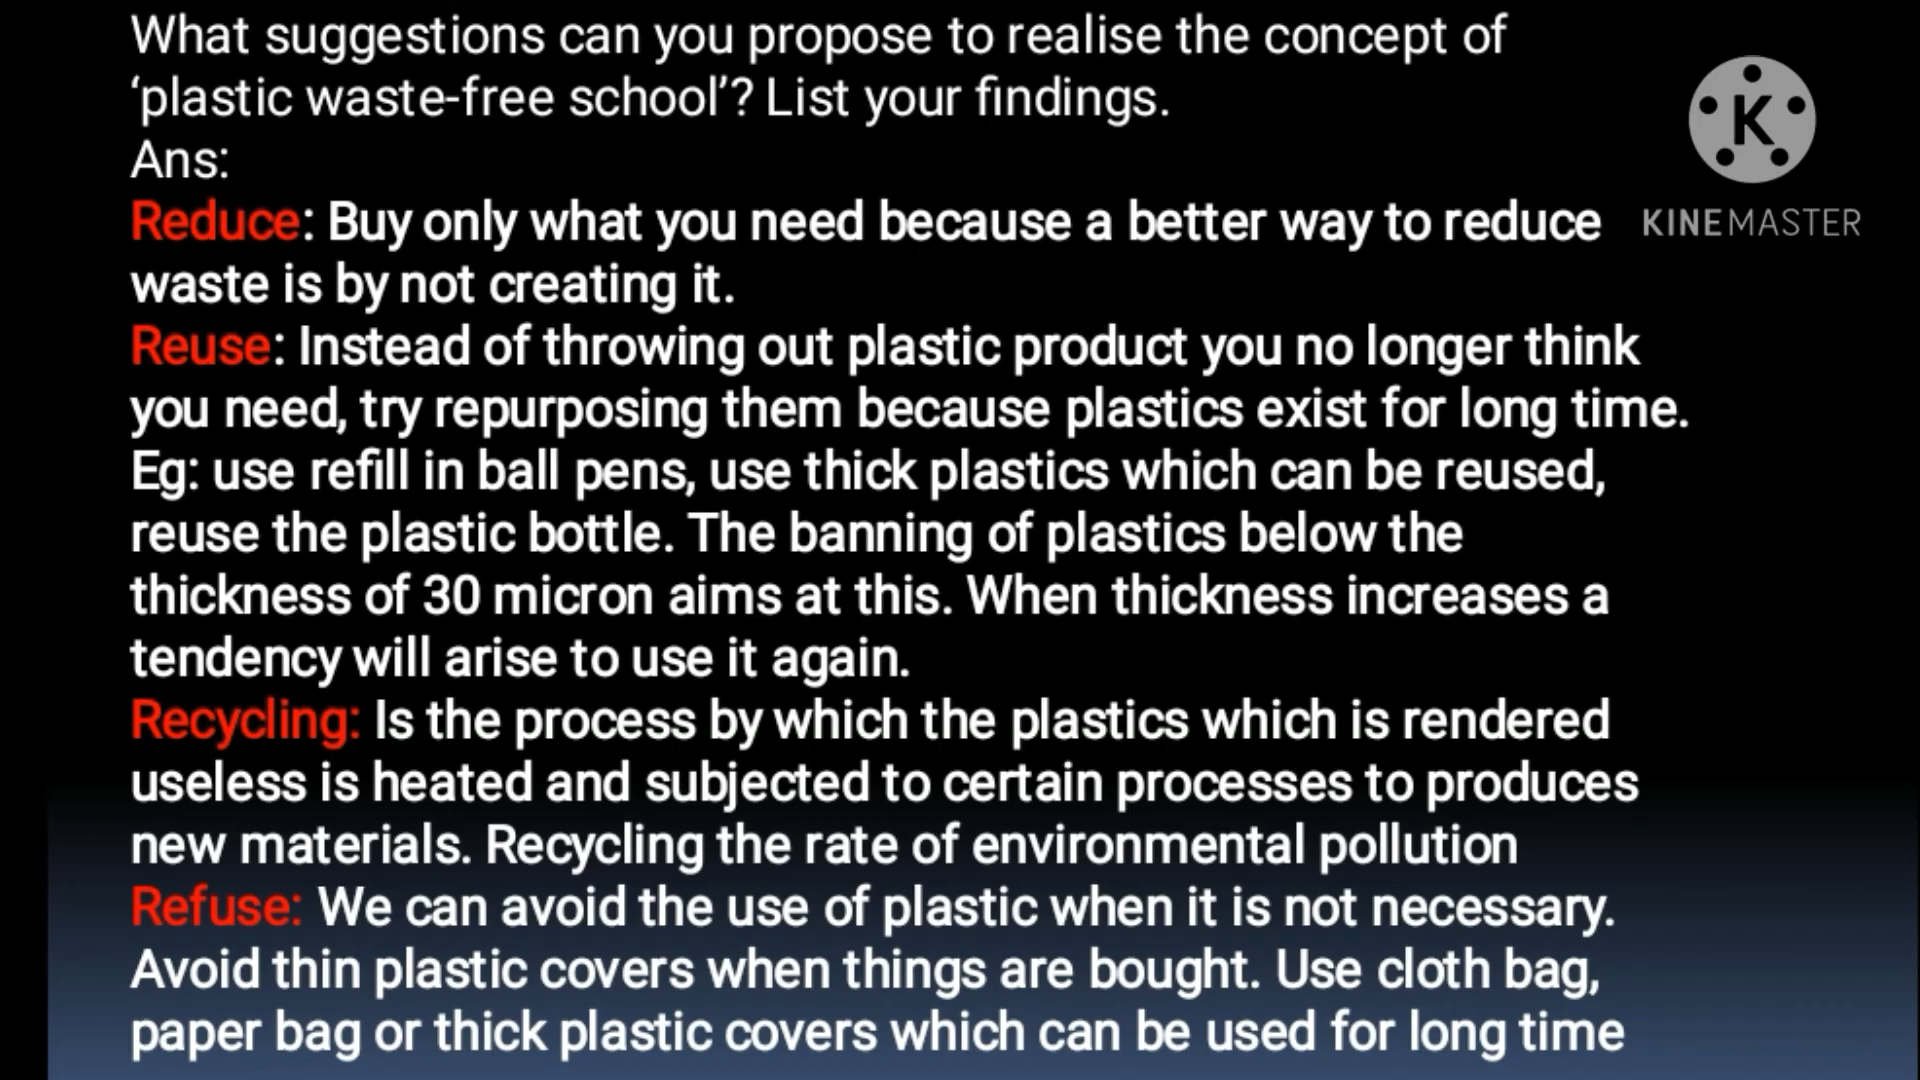 What suggestions can you propose to realise the concept of
‘plastic waste-free school’? List your findings.
Ans:
Reduce: Buy only what you need because a better way to reduce
waste is by not creating it.
Reuse: Instead of throwing out plastic product you no longer think
you need, try repurposing them because plastics exist for long time.
Eg: use refill in ball pens, use thick plastics which can be reused,
reuse the plastic bottle. The banning of plastics below the
thickness of 30 micron aims at this. When thickness increases a
tendency will arise to use it again.
Recycling: Is the process by which the plastics which is rendered
useless is heated and subjected to certain processes to produces
new materials. Recycling the rate of environmental pollution
Refuse: We can avoid the use of plastic when it is not necessary.
Avoid thin plastic covers when things are bought. Use cloth bag,
paper bag or thick plastic covers which can be used for long time
K
KINEMASTER